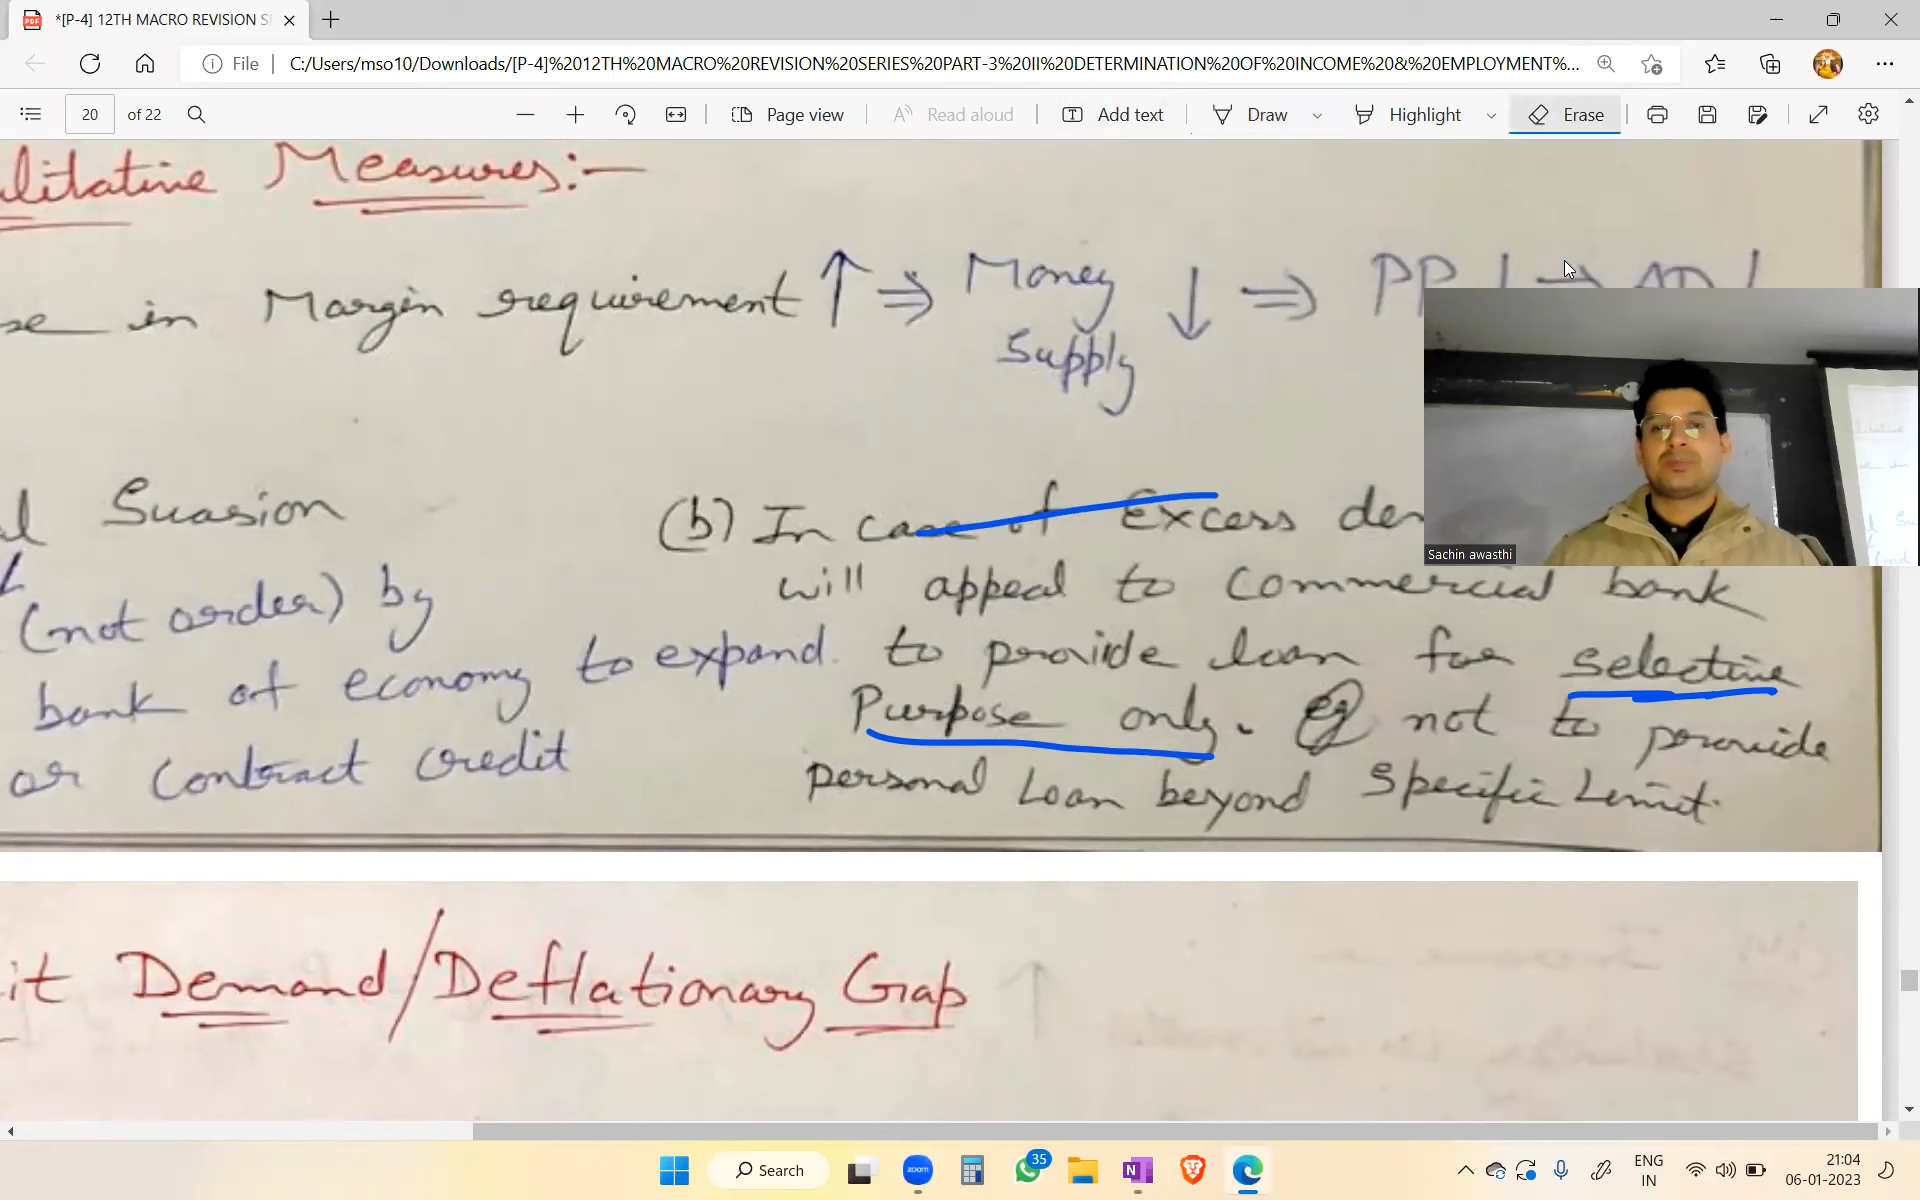 *[P-4] 12TH MACRO REVISION S
File
C:/Users/mso10/Downloads/[P-4]%2012TH%20MACRO%20REVISION%20SERIES%20PART-3%20II%20DETERMINATION%20OF%20INCOME%20&%20EMPLOYMENT%...
20 of 22
Page view
Read aloud
Add text
Draw
Highlight
Erase
litative Measures:-
se in Margin requirement ↑ ⇒ Money Supply ↓ ⇒ PP ↓ ⇒ AD ↓
l Suasion
(not order) by
bank of economy to expand
or contract credit
(b) In case of Excess de
will appeal to commercial bank
to provide loan for selective
Purpose only. eg not to provide
personal loan beyond specific Limit.
Sachin awasthi
it Demand/Deflationary Gap
Search
zoom
35
N
ENG
IN
21:04
06-01-2023